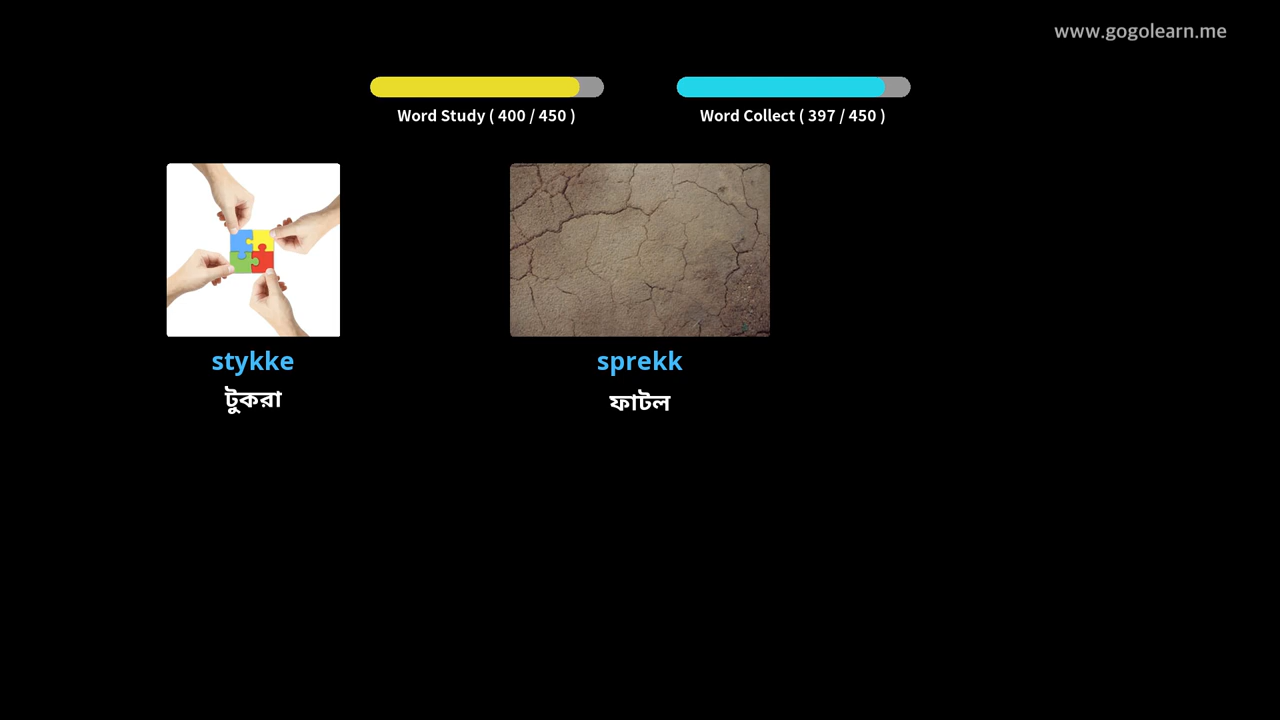 www.gogolearn.me
Word Study ( 400 / 450 )
Word Collect ( 397 / 450 )
stykke
টুকরা
sprekk
ফাটল